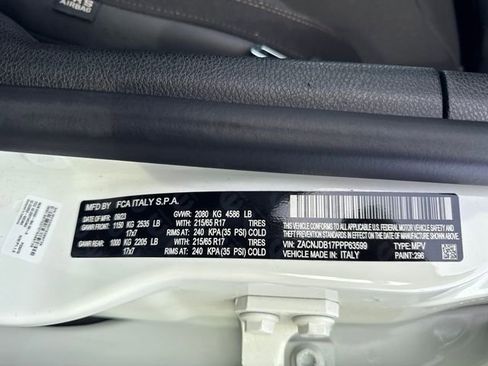 AIRBAG
MFD BY: FCA ITALY S.P.A.
09/23 GVWR: 2080 KG 4586 LB
GAWR FRONT: 1150 KG 2535 LB WITH 215/65 R17 TIRES
17x7 RIMS AT: 240 KPA (35 PSI) COLD
GAWR REAR: 1000 KG 2205 LB WITH 215/65 R17 TIRES
17x7 RIMS AT: 240 KPA (35 PSI) COLD
THIS VEHICLE CONFORMS TO ALL APPLICABLE U.S.A. FEDERAL MOTOR
VEHICLE SAFETY, BUMPER, AND THEFT PREVENTION STANDARDS IN
EFFECT ON THE DATE OF MANUFACTURE SHOWN ABOVE.
VIN: ZACNJDB17PPP63599 TYPE: MPV
VEHICLE MADE IN: ITALY PAINT: 296